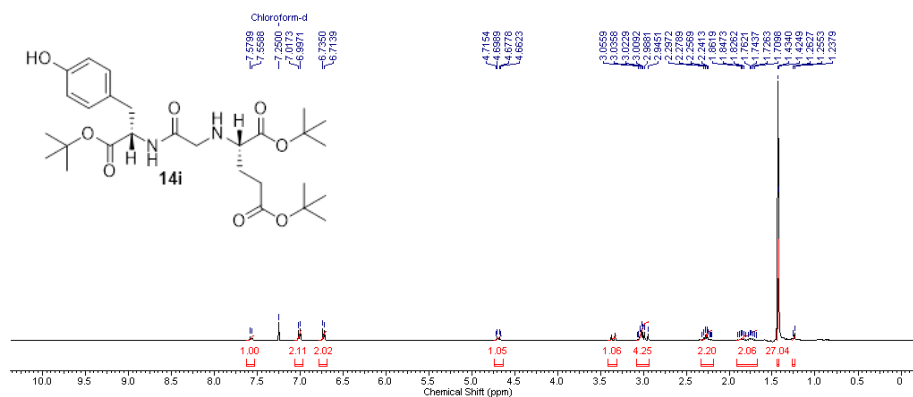 Chloroform-d
7.5799
7.5588
7.2500
7.0173
6.9971
6.7350
6.7139
4.7154
4.6989
4.6778
4.6623
3.0559
3.0358
3.0229
3.0092
2.9881
2.9451
2.2972
2.2789
2.2569
2.2413
1.8619
1.8473
1.8262
1.7621
1.7437
1.7263
1.7098
1.4340
1.4249
1.2627
1.2553
1.2379
HO
O
H
N
O
O
O
H
N
H
H
O
O
14i
O
O
1.00 2.11 2.02 1.05 1.06 4.25 2.20 2.06 27.04
10.0 9.5 9.0 8.5 8.0 7.5 7.0 6.5 6.0 5.5 5.0 4.5 4.0 3.5 3.0 2.5 2.0 1.5 1.0 0.5 0
Chemical Shift (ppm)